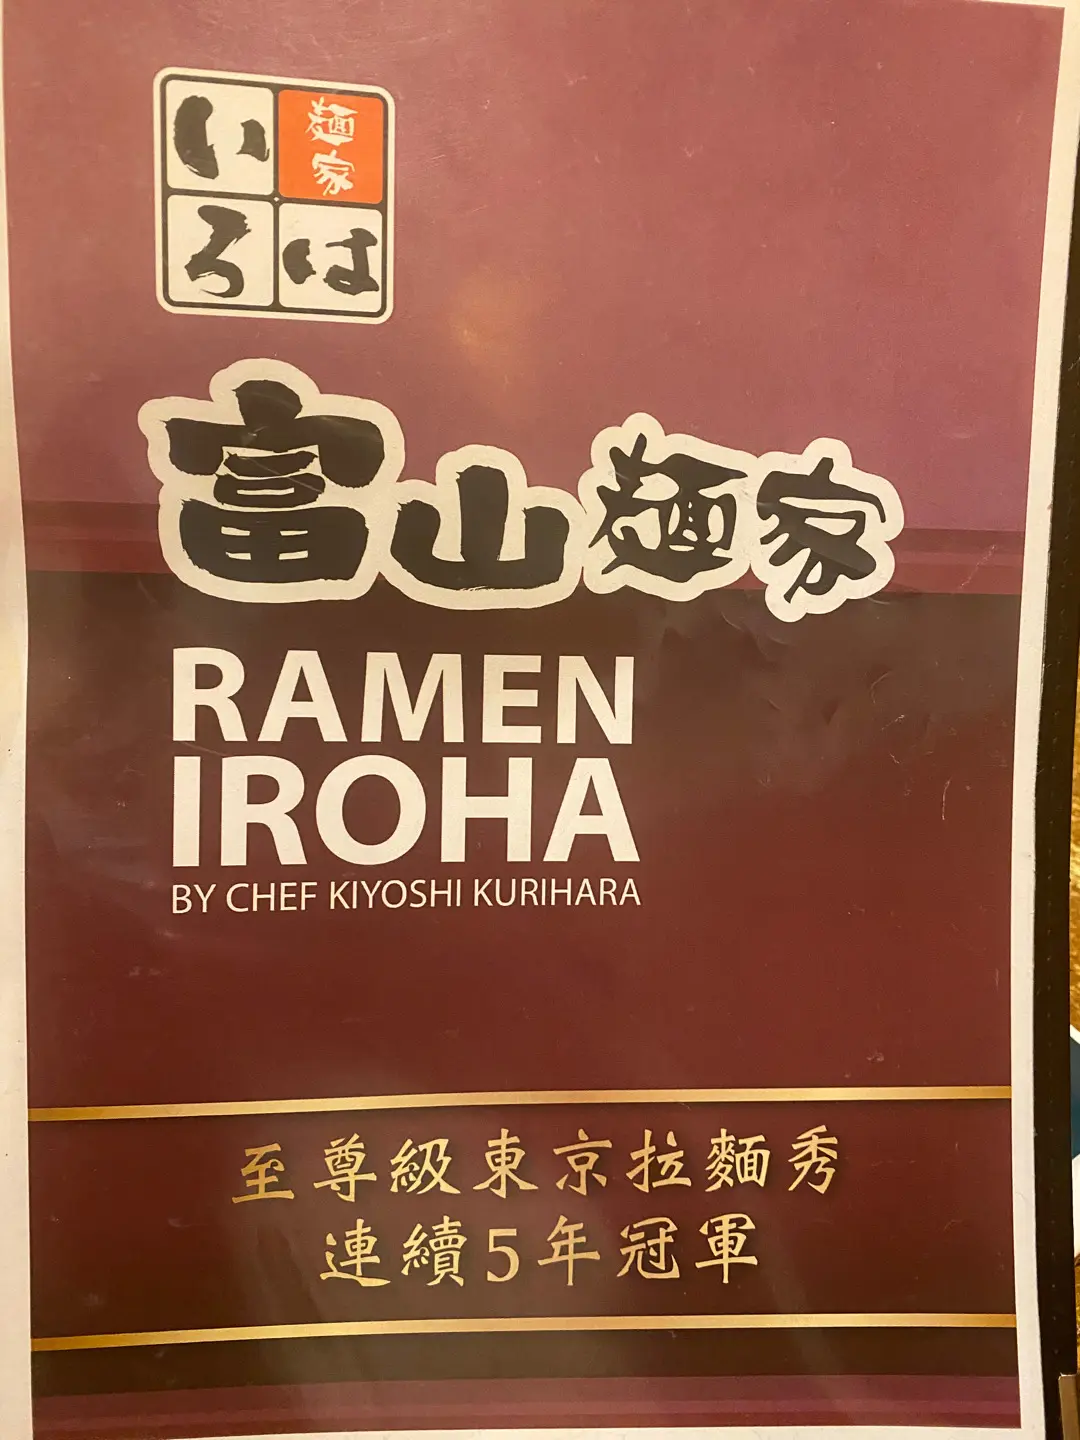 麺家
いろは
富山麺家
RAMEN
IROHA
BY CHEF KIYOSHI KURIHARA
至尊級東京拉麵秀
連續5年冠軍